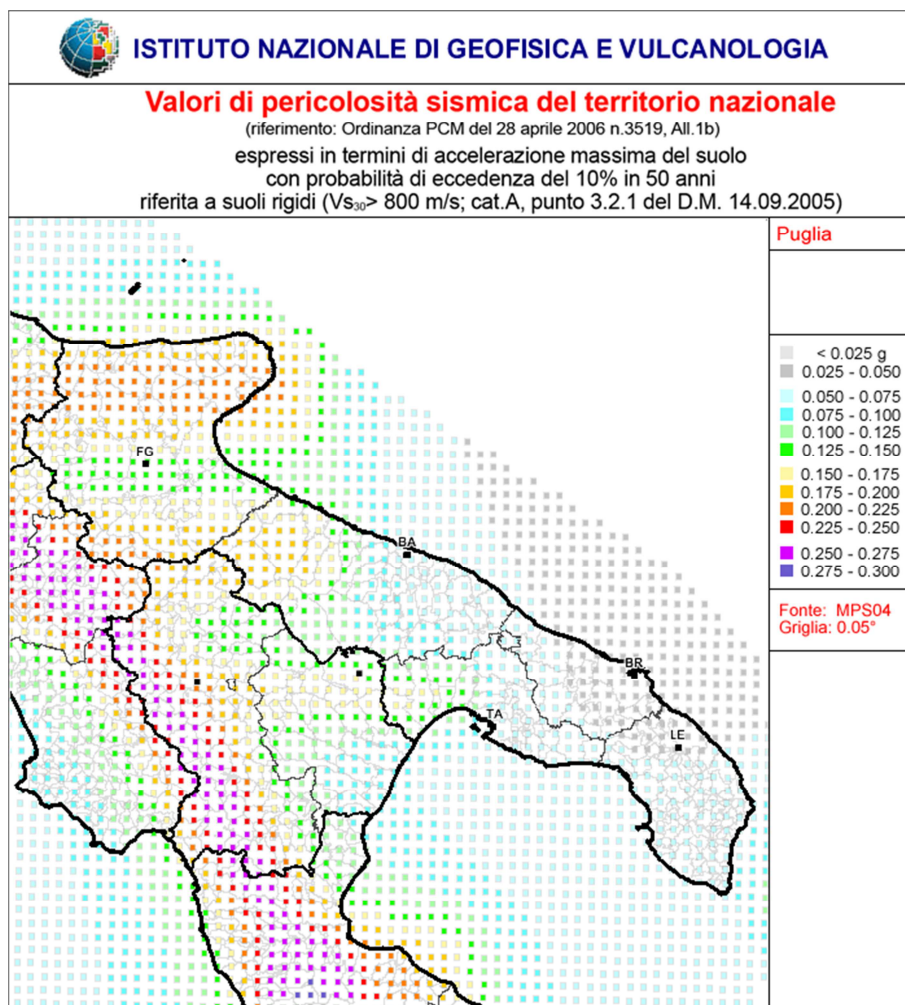 ISTITUTO NAZIONALE DI GEOFISICA E VULCANOLOGIA
Valori di pericolosità sismica del territorio nazionale
(riferimento: Ordinanza PCM del 28 aprile 2006 n.3519, All.1b)
espressi in termini di accelerazione massima del suolo
con probabilità di eccedenza del 10% in 50 anni
riferita a suoli rigidi (Vs30> 800 m/s; cat.A, punto 3.2.1 del D.M. 14.09.2005)
Puglia
< 0.025 g
0.025 - 0.050
0.050 - 0.075
0.075 - 0.100
0.100 - 0.125
0.125 - 0.150
0.150 - 0.175
0.175 - 0.200
0.200 - 0.225
0.225 - 0.250
0.250 - 0.275
0.275 - 0.300
Fonte: MPS04
Griglia: 0.05°
FG
BA
BR
TA
LE